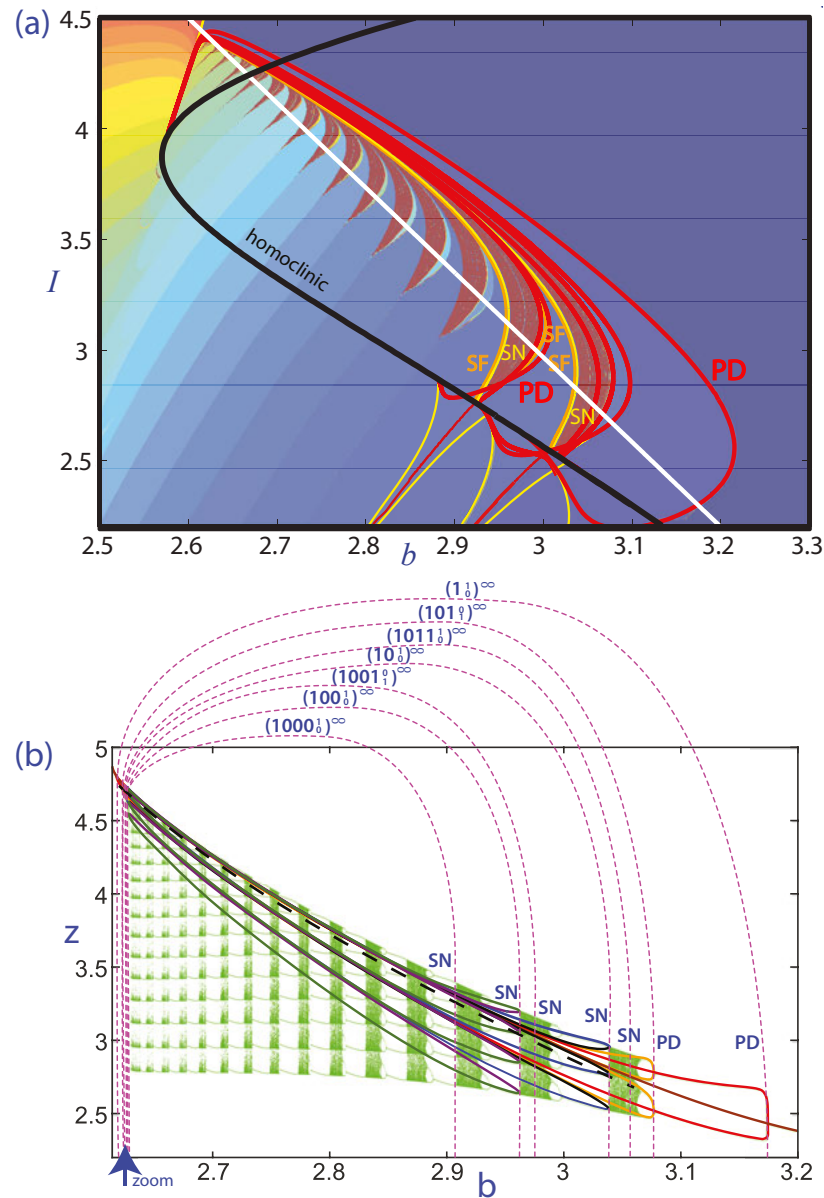 (a)
4.5
4
3.5
3
2.5
I
homoclinic
SF
SN
SF
SF
PD
SN
PD
2.5
2.6
2.7
2.8
2.9
3
3.1
3.2
3.3
b
(1 1 0)∞
(101 0 1)∞
(1011 1 0)∞
(10 1 0)∞
(1001 0 1)∞
(100 1 0)∞
(1000 1 0)∞
(b)
5
4.5
4
3.5
3
2.5
z
SN
SN
SN
SN
SN
PD
PD
zoom
2.7
2.8
2.9
3
3.1
3.2
b